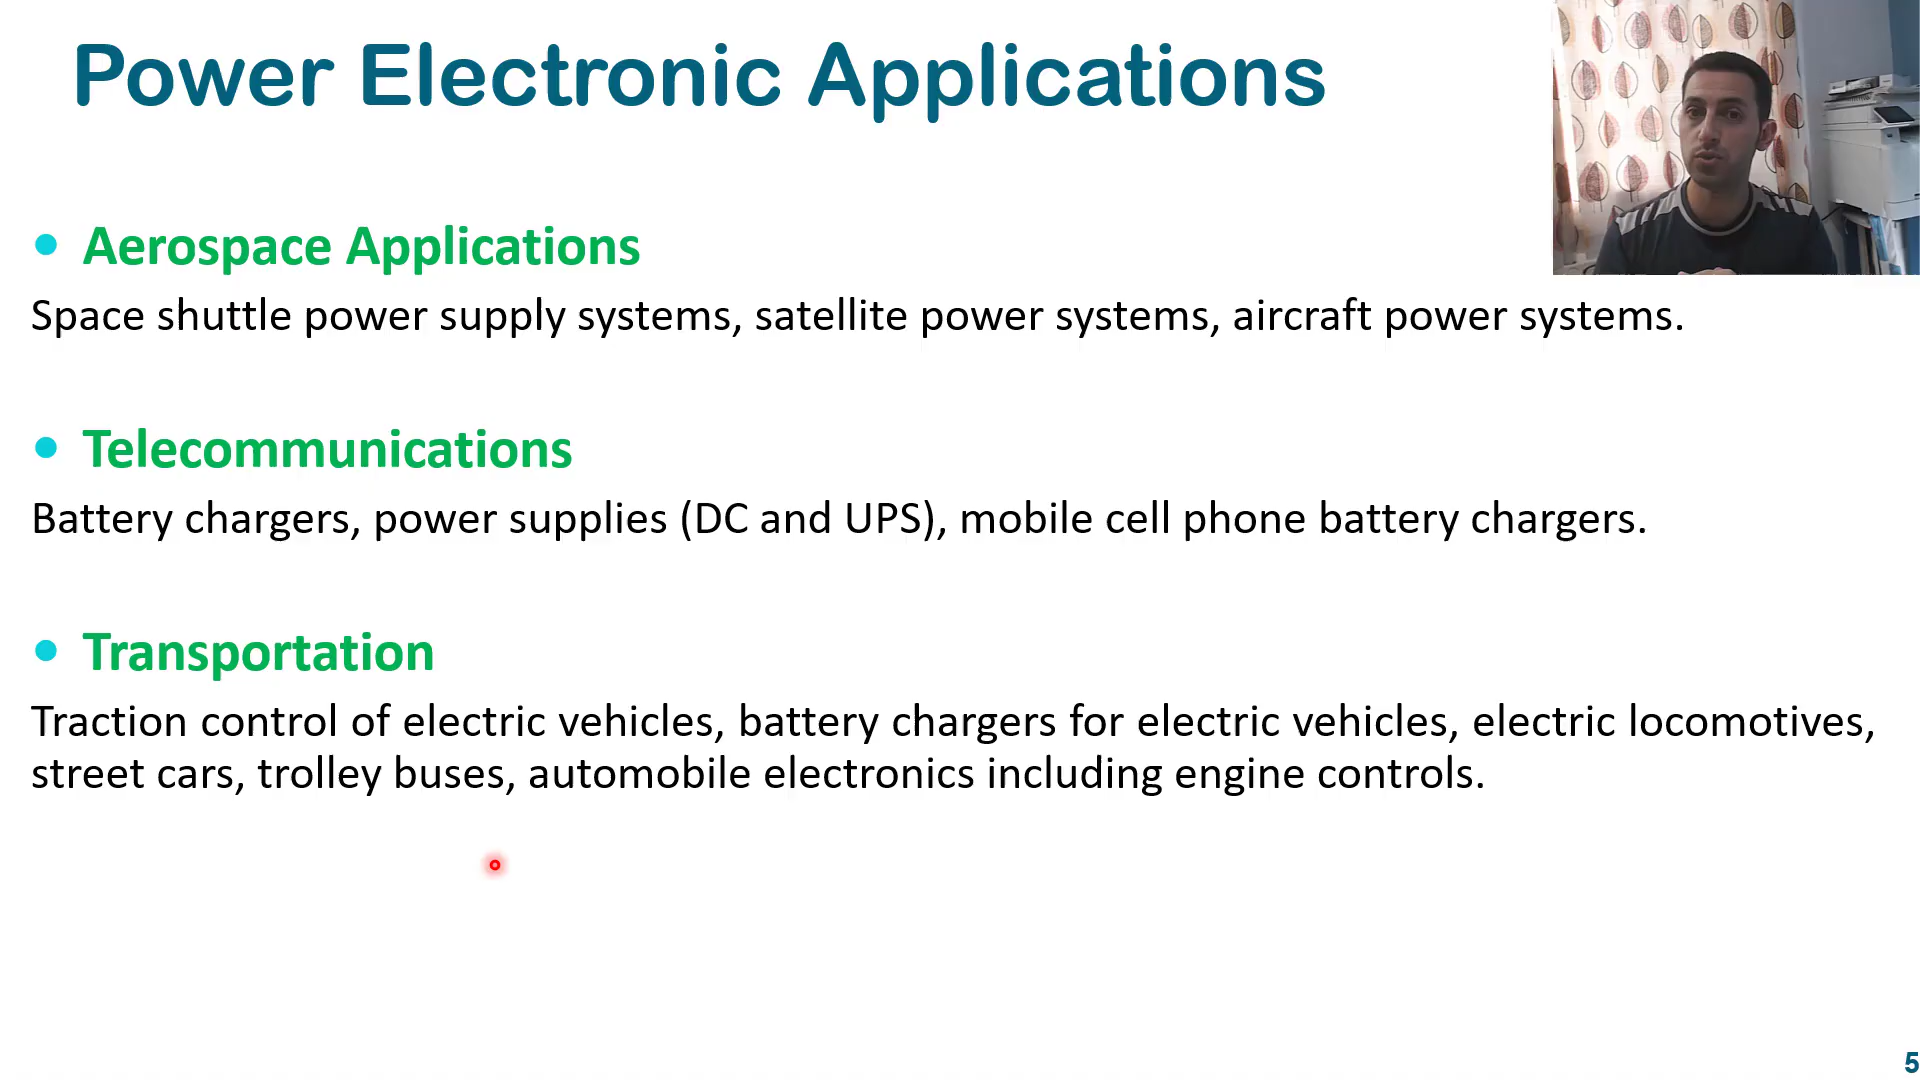 Power Electronic Applications
• Aerospace Applications
Space shuttle power supply systems, satellite power systems, aircraft power systems.
• Telecommunications
Battery chargers, power supplies (DC and UPS), mobile cell phone battery chargers.
• Transportation
Traction control of electric vehicles, battery chargers for electric vehicles, electric locomotives,
street cars, trolley buses, automobile electronics including engine controls.
5